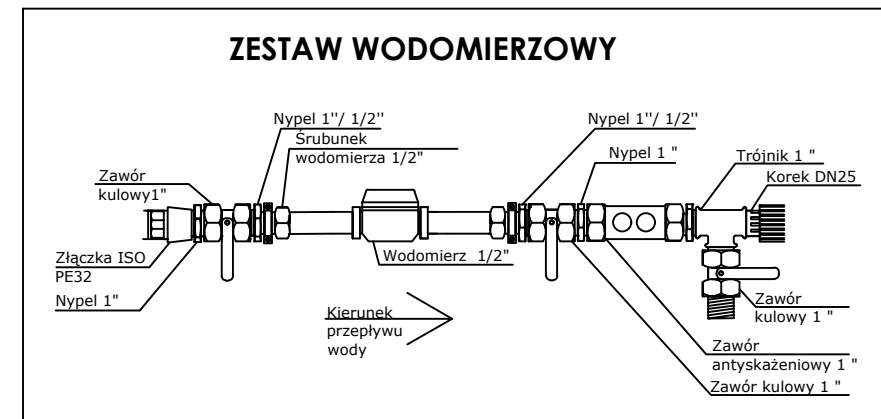 ZESTAW WODOMIERZOWY
Nypel 1''/ 1/2''
Śrubunek
wodomierza 1/2"
Zawór
kulowy1"
Złączka ISO
PE32
Nypel 1"
Wodomierz 1/2"
Kierunek
przepływu
wody
Nypel 1''/ 1/2''
Nypel 1 "
Trójnik 1 "
Korek DN25
Zawór
kulowy 1 "
Zawór
antyskażeniowy 1 "
Zawór kulowy 1 "